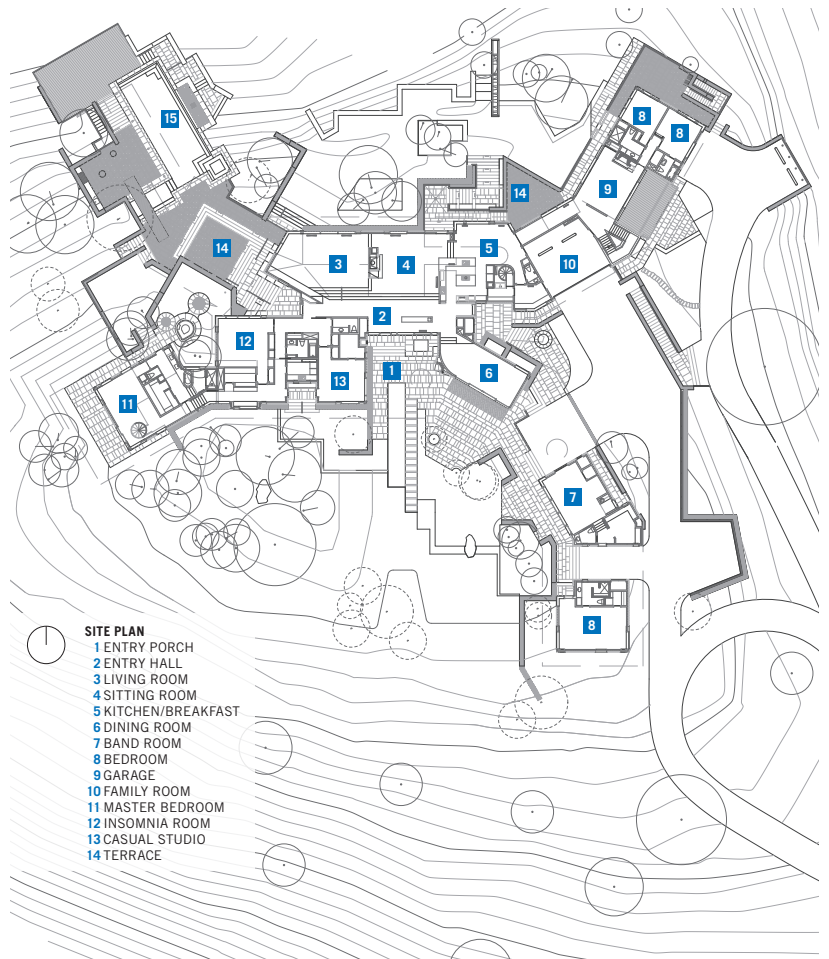 8
8
15
9
14
14
5
3
4
10
2
12
1
6
13
11
7
8
SITE PLAN
1 ENTRY PORCH
2 ENTRY HALL
3 LIVING ROOM
4 SITTING ROOM
5 KITCHEN/BREAKFAST
6 DINING ROOM
7 BAND ROOM
8 BEDROOM
9 GARAGE
10 FAMILY ROOM
11 MASTER BEDROOM
12 INSOMNIA ROOM
13 CASUAL STUDIO
14 TERRACE